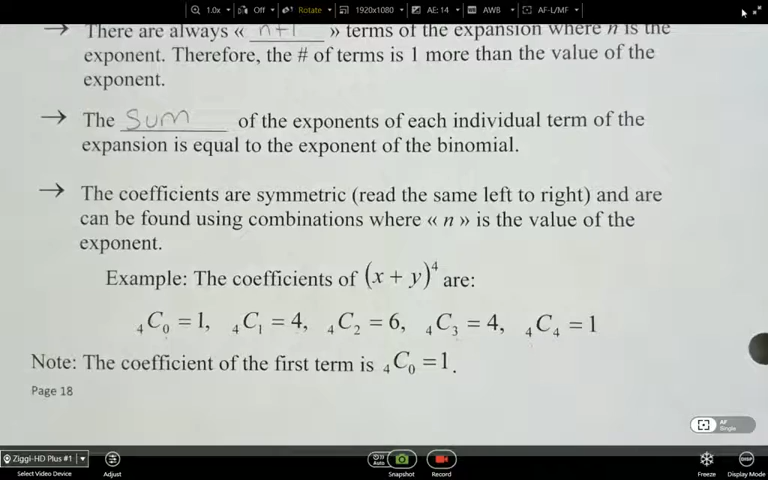 1.0x Off Rotate 1920x1080 AE: 14 AWB AF-L/MF
→ There are always « n+1 » terms of the expansion where n is the
exponent. Therefore, the # of terms is 1 more than the value of the
exponent.
→ The Sum of the exponents of each individual term of the
expansion is equal to the exponent of the binomial.
→ The coefficients are symmetric (read the same left to right) and are
can be found using combinations where « n » is the value of the
exponent.
Example: The coefficients of (x + y)⁴ are:
₄C₀ = 1, ₄C₁ = 4, ₄C₂ = 6, ₄C₃ = 4, ₄C₄ = 1
Note: The coefficient of the first term is ₄C₀ = 1.
Page 18
AF
Single
Ziggi-HD Plus #1
Auto
DISP
Select Video Device Adjust Snapshot Record Freeze Display Mode